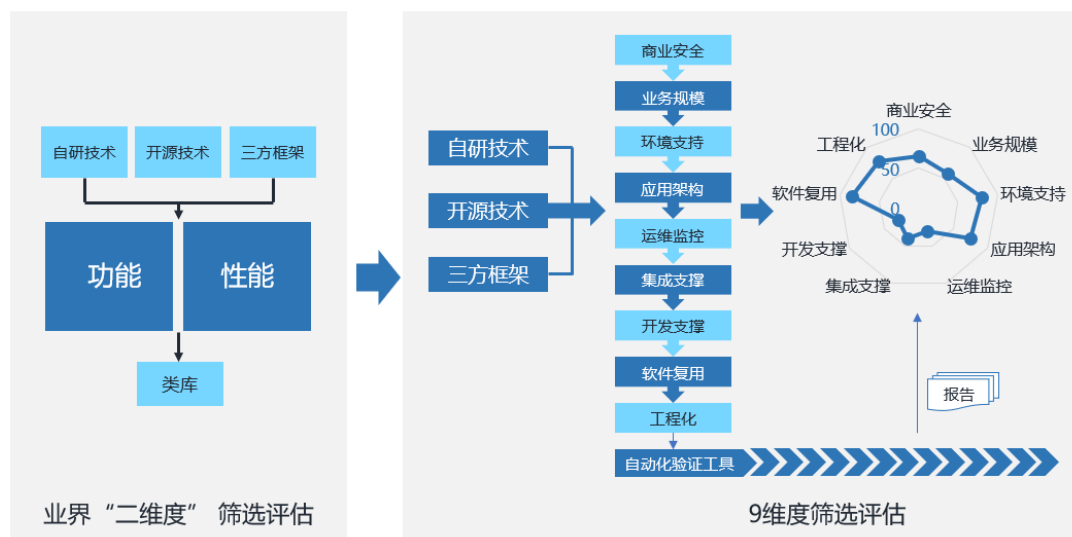 自研技术
开源技术
三方框架
功能
性能
类库
业界“二维度” 筛选评估
自研技术
开源技术
三方框架
商业安全
业务规模
环境支持
应用架构
运维监控
集成支撑
开发支撑
软件复用
工程化
自动化验证工具
商业安全
100
工程化
业务规模
50
软件复用
环境支持
0
开发支撑
应用架构
集成支撑
运维监控
报告
9维度筛选评估